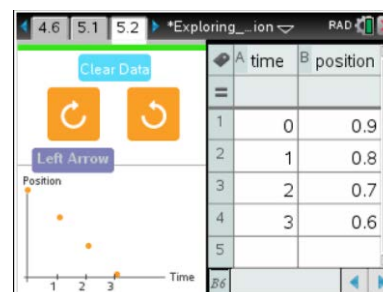 4.6 5.1 5.2 *Exploring_...ion RAD
Clear Data
Left Arrow
Position
1 2 3 Time
A time B position
=
1 0 0.9
2 1 0.8
3 2 0.7
4 3 0.6
5
B6